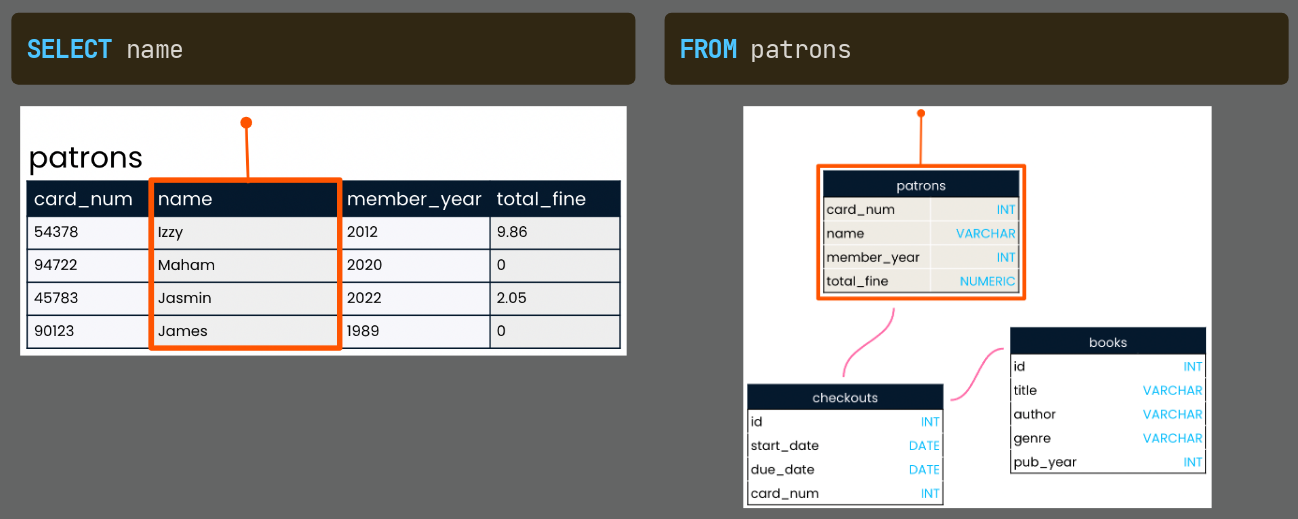 SELECT name
FROM patrons
patrons
card_num name member_year total_fine
54378 Izzy 2012 9.86
94722 Maham 2020 0
45783 Jasmin 2022 2.05
90123 James 1989 0
patrons
card_num INT
name VARCHAR
member_year INT
total_fine NUMERIC
checkouts
id INT
start_date DATE
due_date DATE
card_num INT
books
id INT
title VARCHAR
author VARCHAR
genre VARCHAR
pub_year INT